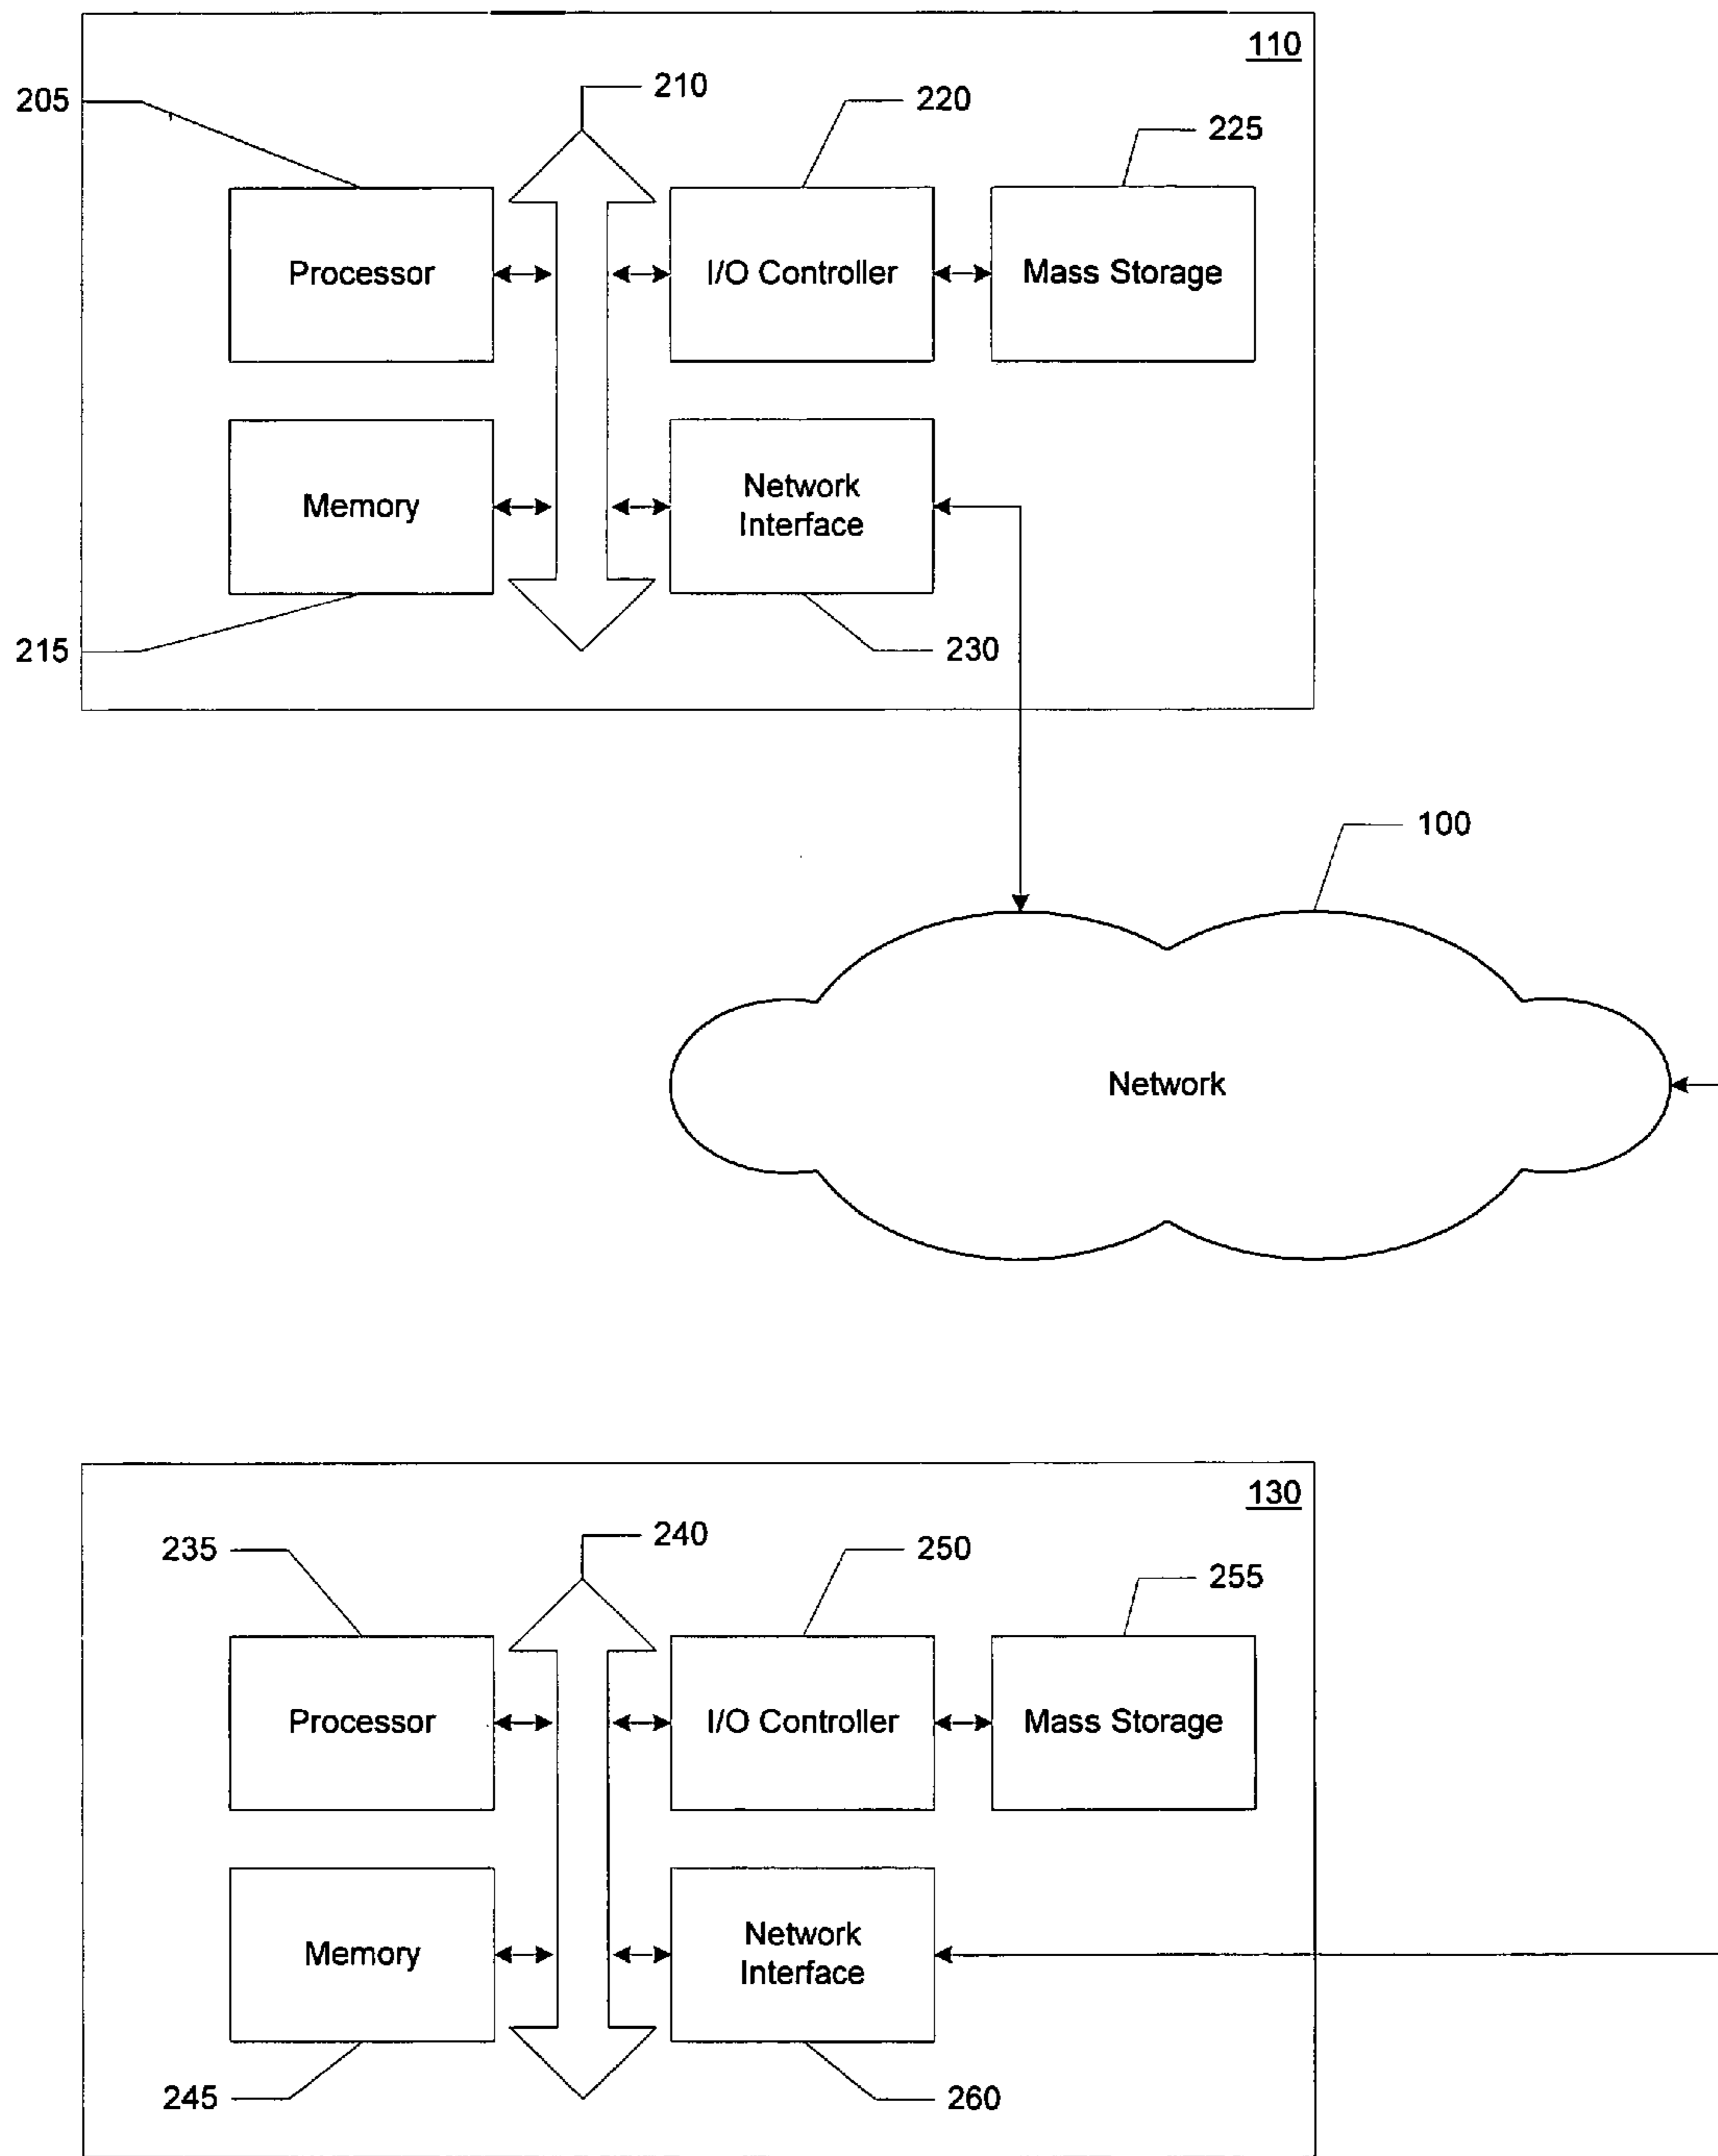 110
205
210
220
225
Processor
I/O Controller
Mass Storage
Memory
Network
Interface
215
230
100
Network
130
235
240
250
255
Processor
I/O Controller
Mass Storage
Memory
Network
Interface
245
260